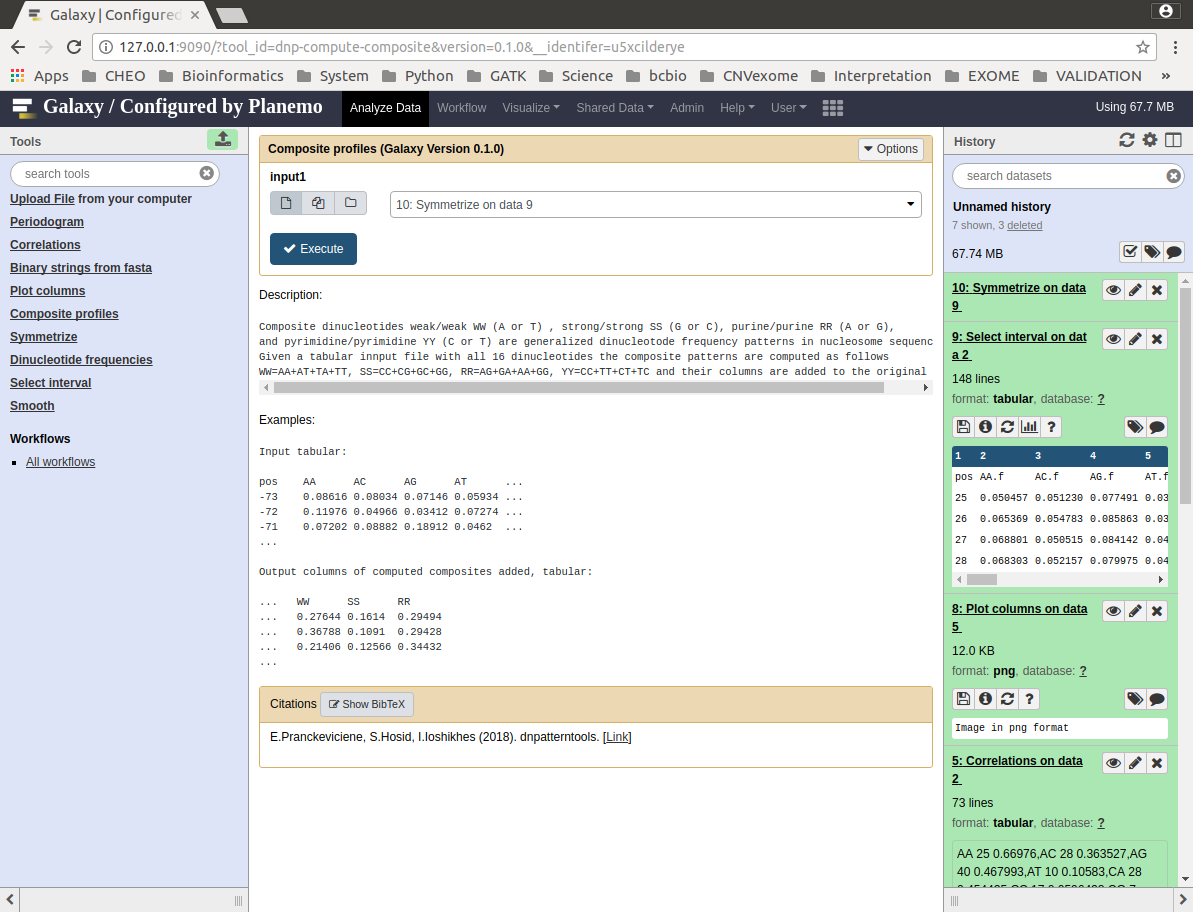 Galaxy | Configured
127.0.0.1:9090/?tool_id=dnp-compute-composite&version=0.1.0&__identifer=u5xcilderye
Apps CHEO Bioinformatics System Python GATK Science bcbio CNVexome Interpretation EXOME VALIDATION »
Galaxy / Configured by Planemo Analyze Data Workflow Visualize Shared Data Admin Help User Using 67.7 MB
Tools
search tools
Upload File from your computer
Periodogram
Correlations
Binary strings from fasta
Plot columns
Composite profiles
Symmetrize
Dinucleotide frequencies
Select interval
Smooth
Workflows
All workflows
Composite profiles (Galaxy Version 0.1.0) Options
input1
10: Symmetrize on data 9
Execute
Description:
Composite dinucleotides weak/weak WW (A or T) , strong/strong SS (G or C), purine/purine RR (A or G),
and pyrimidine/pyrimidine YY (C or T) are generalized dinucleotode frequency patterns in nucleosome sequenc
Given a tabular innput file with all 16 dinucleotides the composite patterns are computed as follows
WW=AA+AT+TA+TT, SS=CC+CG+GC+GG, RR=AG+GA+AA+GG, YY=CC+TT+CT+TC and their columns are added to the original
Examples:
Input tabular:
pos AA AC AG AT ...
-73 0.08616 0.08034 0.07146 0.05934 ...
-72 0.11976 0.04966 0.03412 0.07274 ...
-71 0.07202 0.08882 0.18912 0.0462 ...
...
Output columns of computed composites added, tabular:
... WW SS RR
... 0.27644 0.1614 0.29494
... 0.36788 0.1091 0.29428
... 0.21406 0.12566 0.34432
...
Citations Show BibTeX
E.Pranckeviciene, S.Hosid, I.Ioshikhes (2018). dnpatterntools. [Link]
History
search datasets
Unnamed history
7 shown, 3 deleted
67.74 MB
10: Symmetrize on data
9
9: Select interval on dat
a 2
148 lines
format: tabular, database: ?
1 2 3 4 5
pos AA.f AC.f AG.f AT.f
25 0.050457 0.051230 0.077491 0.03
26 0.065369 0.054783 0.085863 0.03
27 0.068801 0.050515 0.084142 0.04
28 0.068303 0.052157 0.079975 0.04
8: Plot columns on data
5
12.0 KB
format: png, database: ?
Image in png format
5: Correlations on data
2
73 lines
format: tabular, database: ?
AA 25 0.66976,AC 28 0.363527,AG
40 0.467993,AT 10 0.10583,CA 28